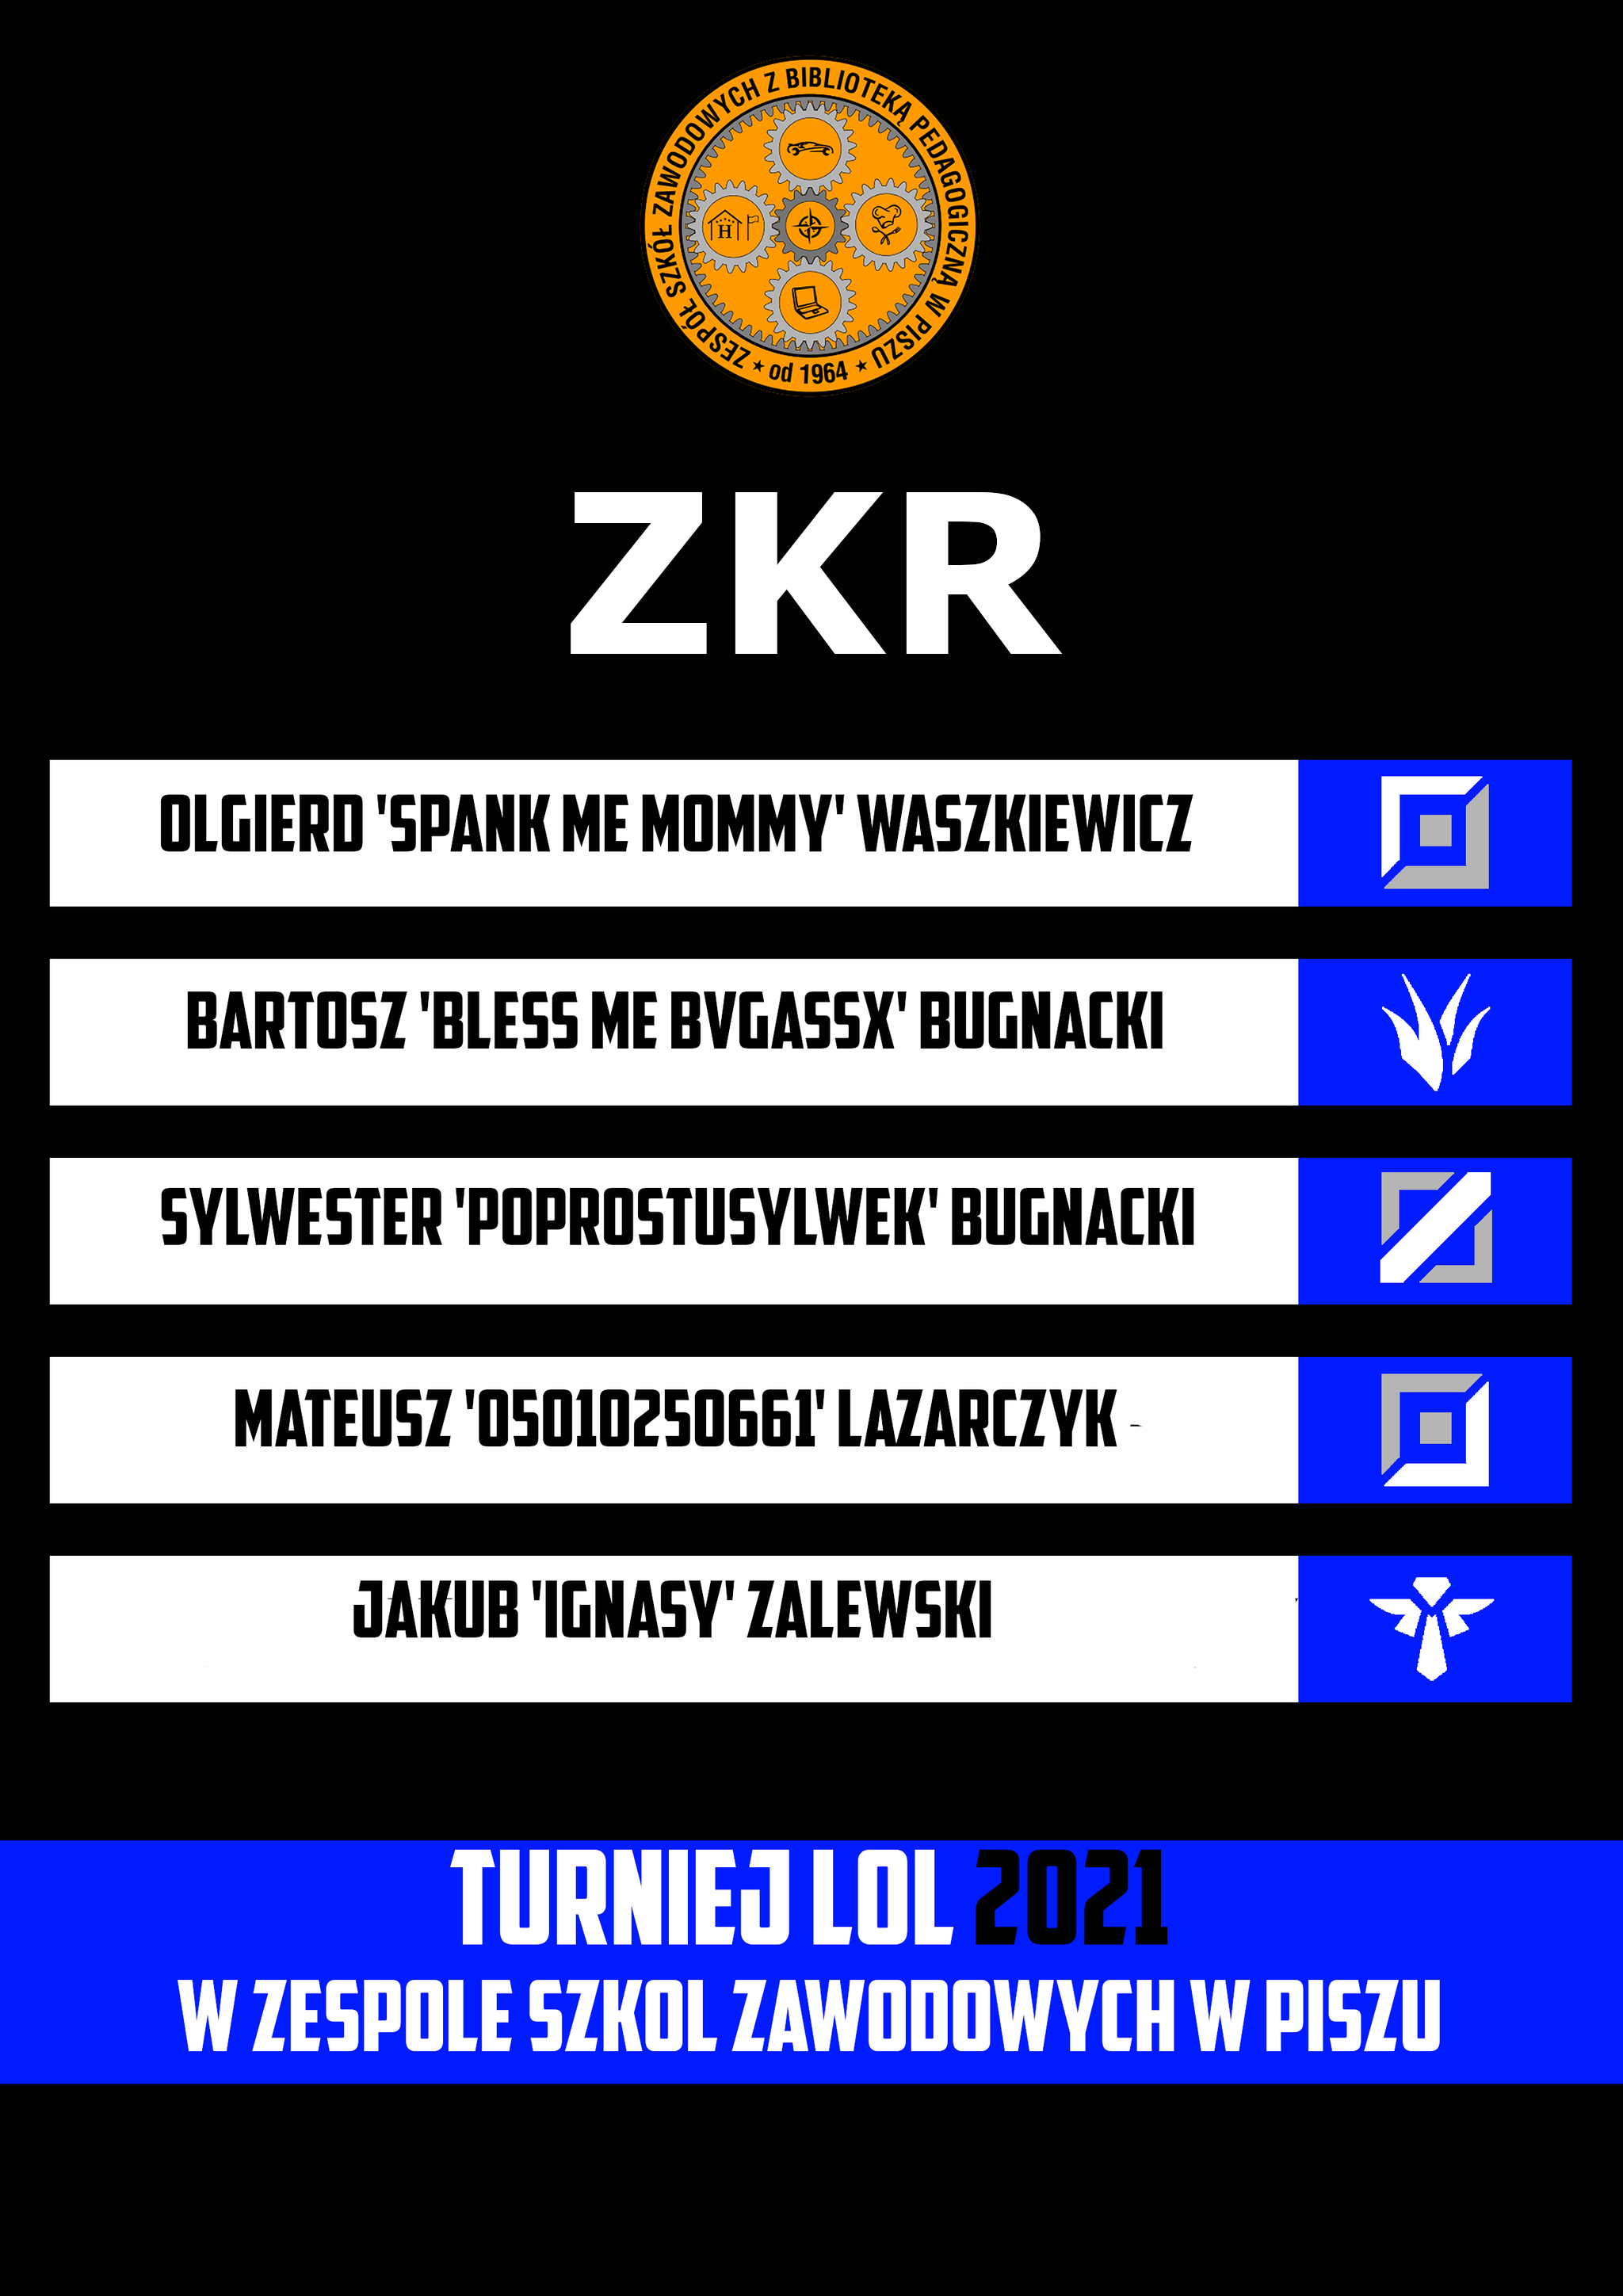 ZESPÓŁ SZKÓŁ ZAWODOWYCH Z BIBLIOTEKĄ PEDAGOGICZNĄ W PISZU
★ od 1964 ★
H
ZKR
OLGIERD 'SPANK ME MOMMY' WASZKIEWICZ
BARTOSZ 'BLESS ME BVGASSX' BUGNACKI
SYLWESTER 'POPROSTUSYLWEK' BUGNACKI
MATEUSZ '05010250661' LAZARCZYK
JAKUB 'IGNASY' ZALEWSKI
TURNIEJ LOL 2021
W ZESPOLE SZKOL ZAWODOWYCH W PISZU